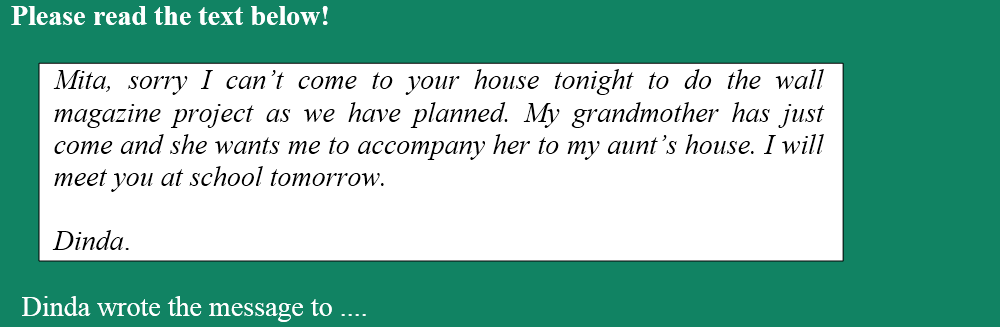 Please read the text below!
Mita, sorry I can’t come to your house tonight to do the wall
magazine project as we have planned. My grandmother has just
come and she wants me to accompany her to my aunt’s house. I will
meet you at school tomorrow.
Dinda.
Dinda wrote the message to ....